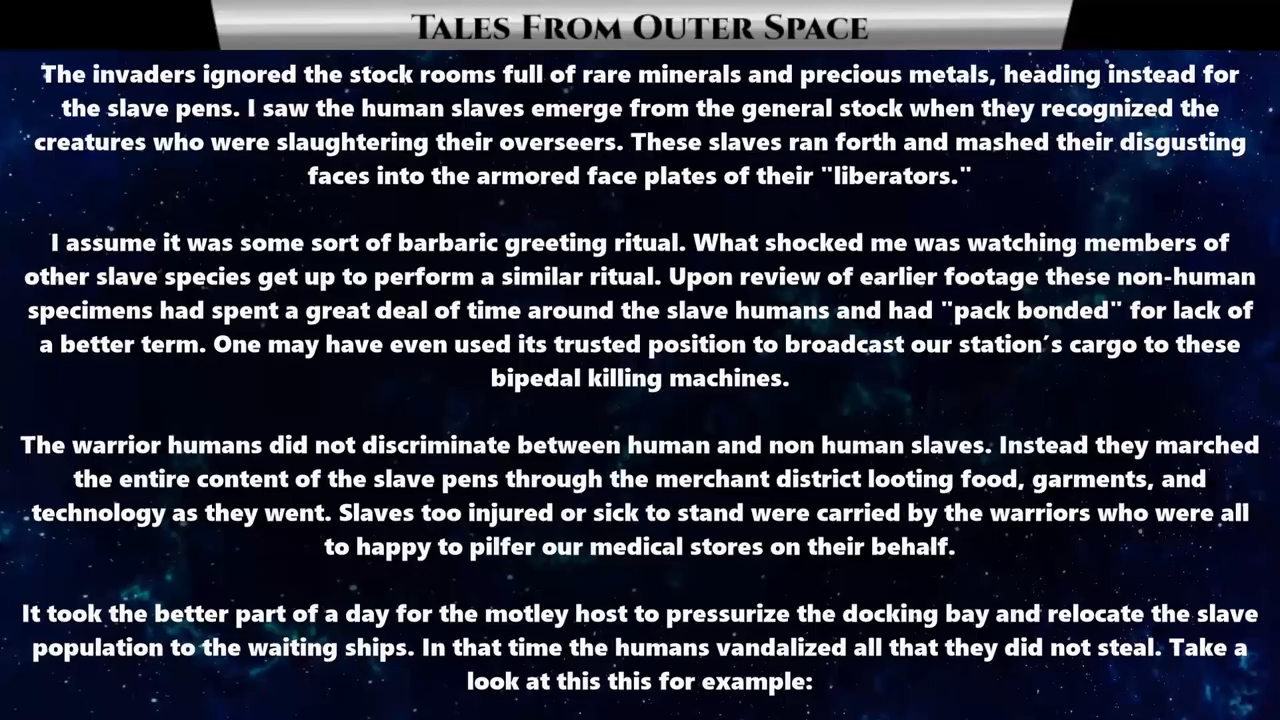 Tales From Outer Space
The invaders ignored the stock rooms full of rare minerals and precious metals, heading instead for
the slave pens. I saw the human slaves emerge from the general stock when they recognized the
creatures who were slaughtering their overseers. These slaves ran forth and mashed their disgusting
faces into the armored face plates of their "liberators."
I assume it was some sort of barbaric greeting ritual. What shocked me was watching members of
other slave species get up to perform a similar ritual. Upon review of earlier footage these non-human
specimens had spent a great deal of time around the slave humans and had "pack bonded" for lack of
a better term. One may have even used its trusted position to broadcast our station’s cargo to these
bipedal killing machines.
The warrior humans did not discriminate between human and non human slaves. Instead they marched
the entire content of the slave pens through the merchant district looting food, garments, and
technology as they went. Slaves too injured or sick to stand were carried by the warriors who were all
to happy to pilfer our medical stores on their behalf.
It took the better part of a day for the motley host to pressurize the docking bay and relocate the slave
population to the waiting ships. In that time the humans vandalized all that they did not steal. Take a
look at this this for example: